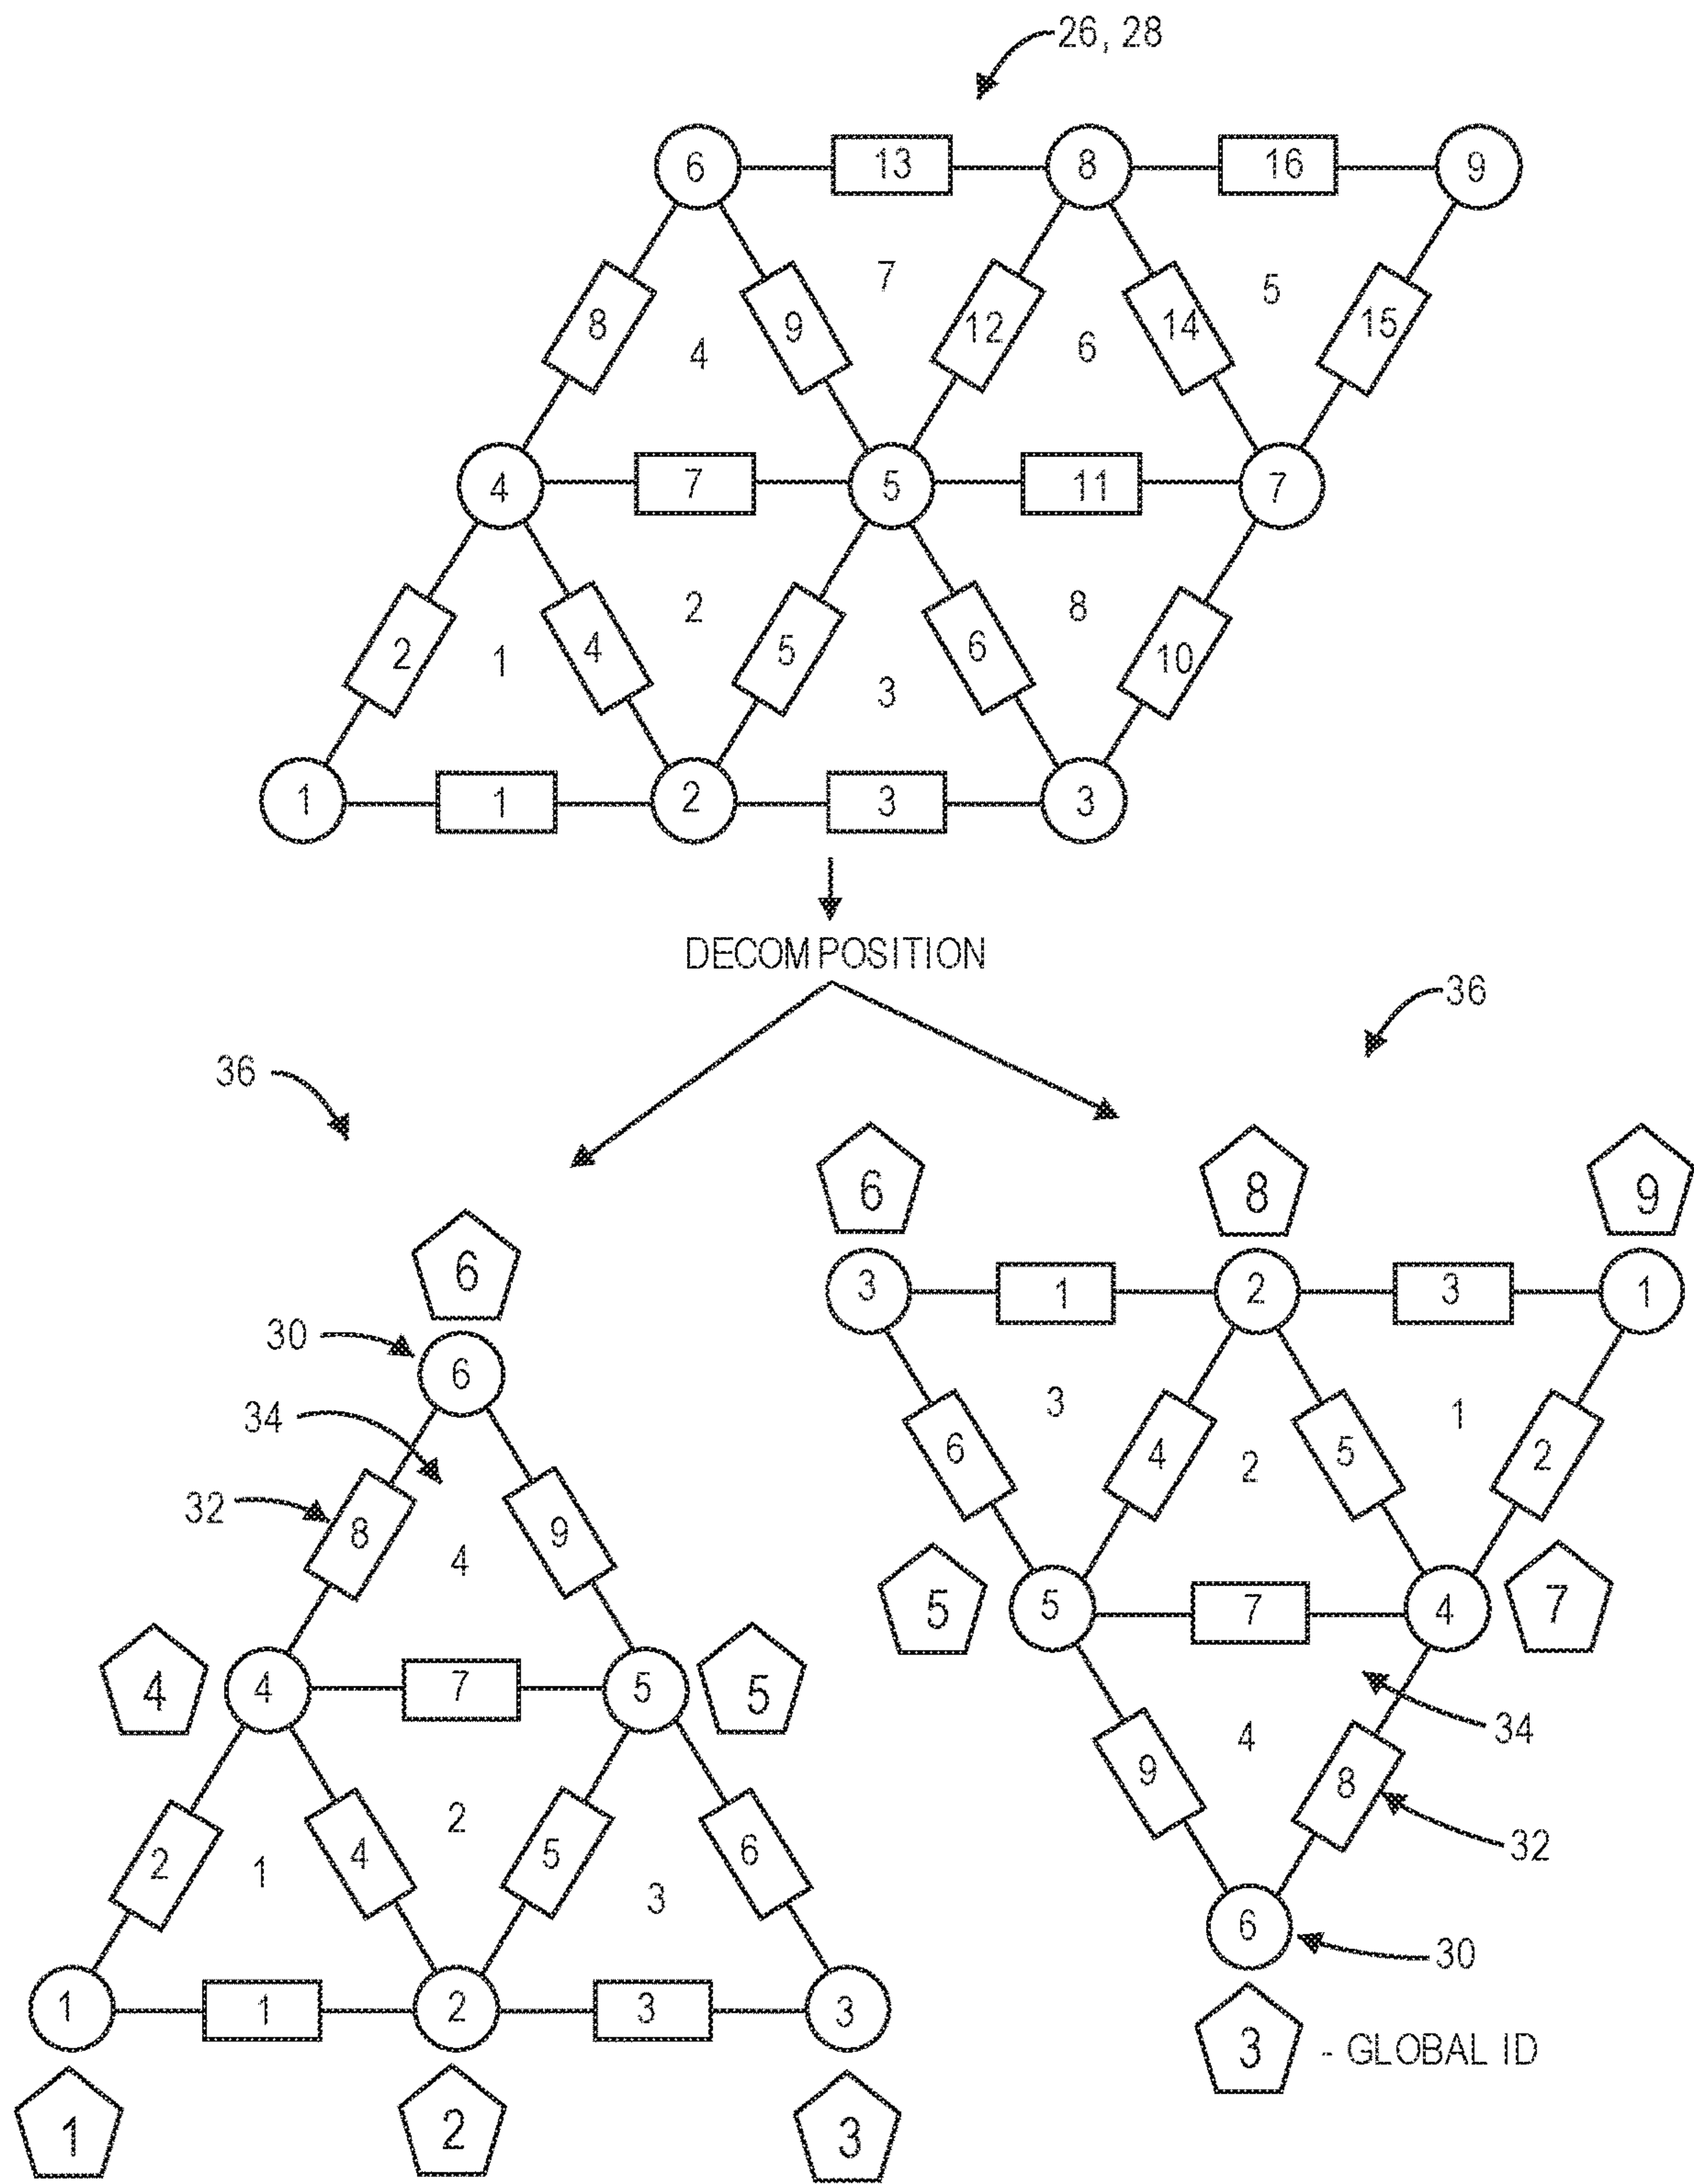 26, 28
6 13 8 16 9
7 5
8 9 12 14 15
4 6
4 7 5 11 7
2 8
2 4 5 6 10
1 3
1 1 2 3 3
DECOMPOSITION
36
36
6 8 9
3 1 2 3 1
6
30
6
3 1
34
6 4 5 2
2
32
8 9
4
5 7
5 7 4
4 5
4 7 5
34
4
9 8
2
32
2 4 5 6
1 3
6
30
1 1 2 3 3
3 - GLOBAL ID
1 2 3